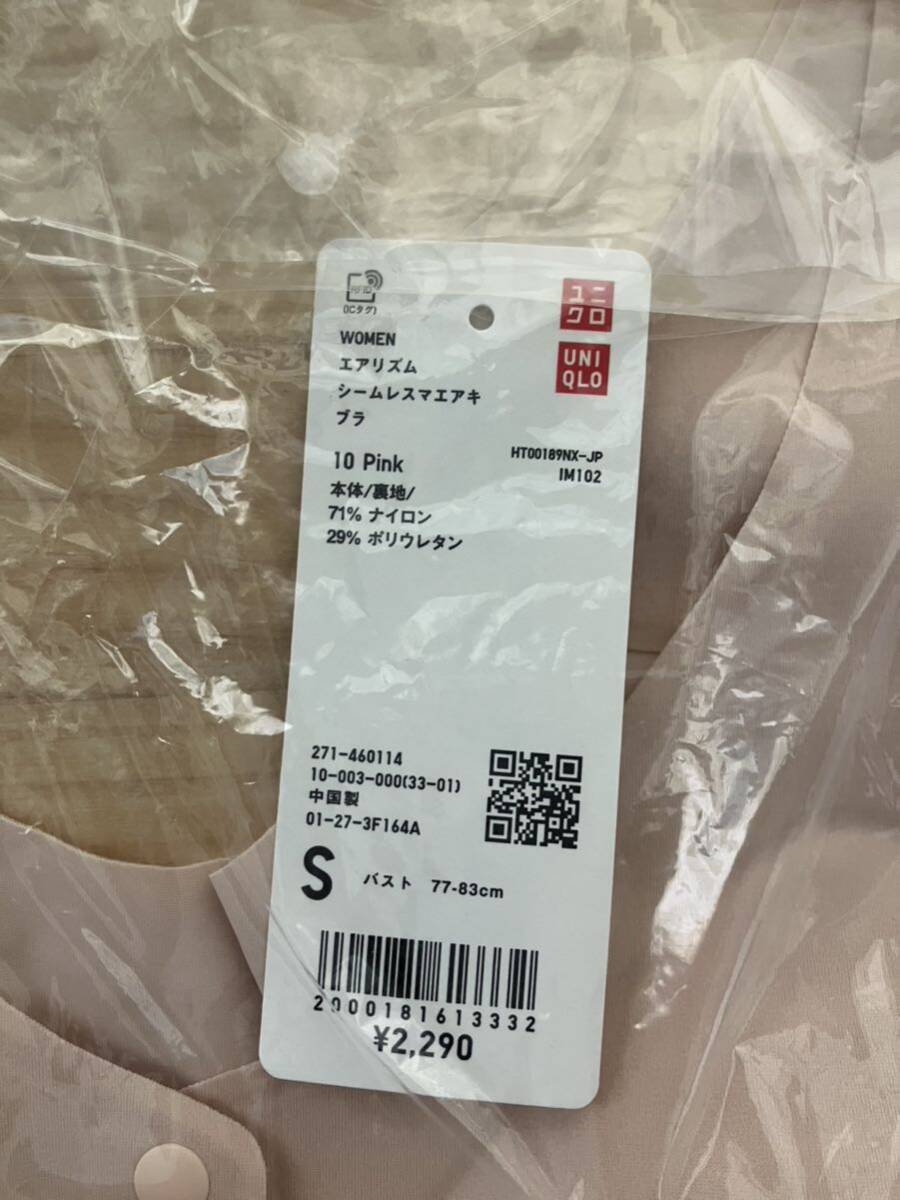 (ICタグ)
WOMEN
エアリズム
シームレスマエアキ
ブラ
ユニ
クロ
UNI
QLO
10 Pink
HT00189NX-JP
IM102
本体/裏地/
71% ナイロン
29% ポリウレタン
271-460114
10-003-000(33-01)
中国製
01-27-3F164A
S バスト 77-83cm
2000181613332
¥2,290